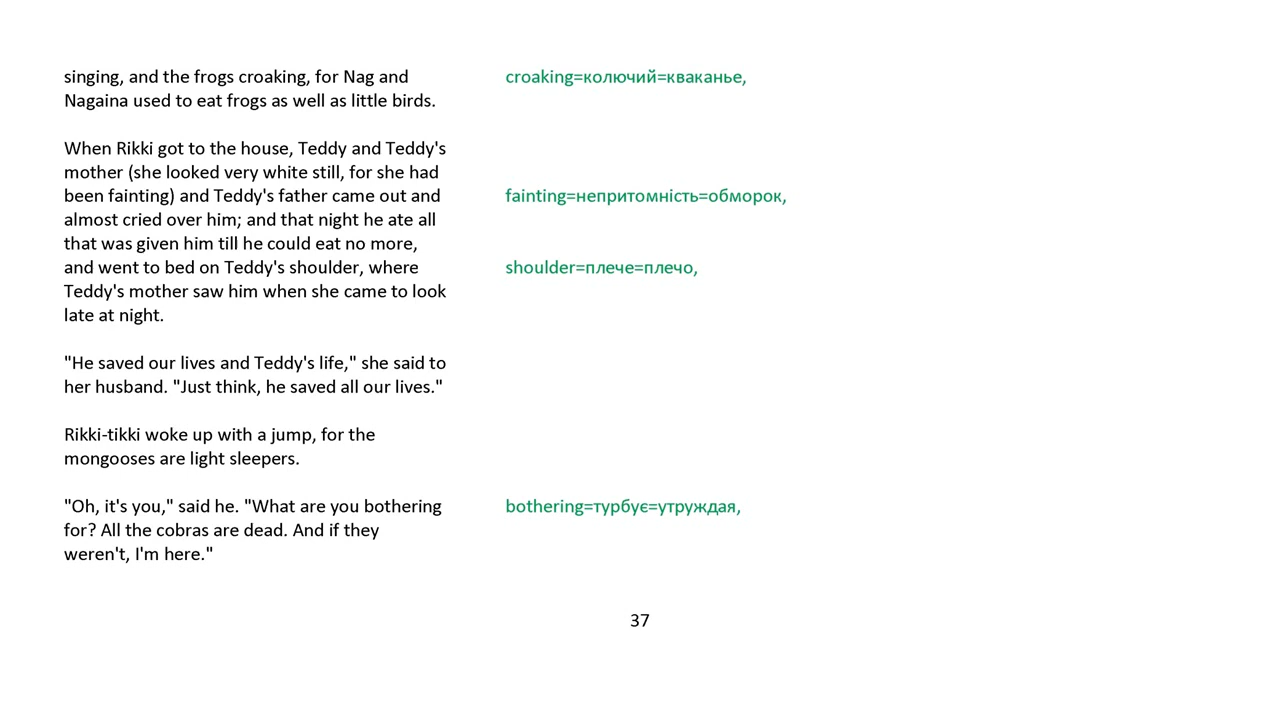 singing, and the frogs croaking, for Nag and croaking=колючий=кваканье,
Nagaina used to eat frogs as well as little birds.
When Rikki got to the house, Teddy and Teddy's
mother (she looked very white still, for she had
been fainting) and Teddy's father came out and fainting=непритомність=обморок,
almost cried over him; and that night he ate all
that was given him till he could eat no more,
and went to bed on Teddy's shoulder, where shoulder=плече=плечо,
Teddy's mother saw him when she came to look
late at night.
"He saved our lives and Teddy's life," she said to
her husband. "Just think, he saved all our lives."
Rikki-tikki woke up with a jump, for the
mongooses are light sleepers.
"Oh, it's you," said he. "What are you bothering bothering=турбує=утруждая,
for? All the cobras are dead. And if they
weren't, I'm here."
37